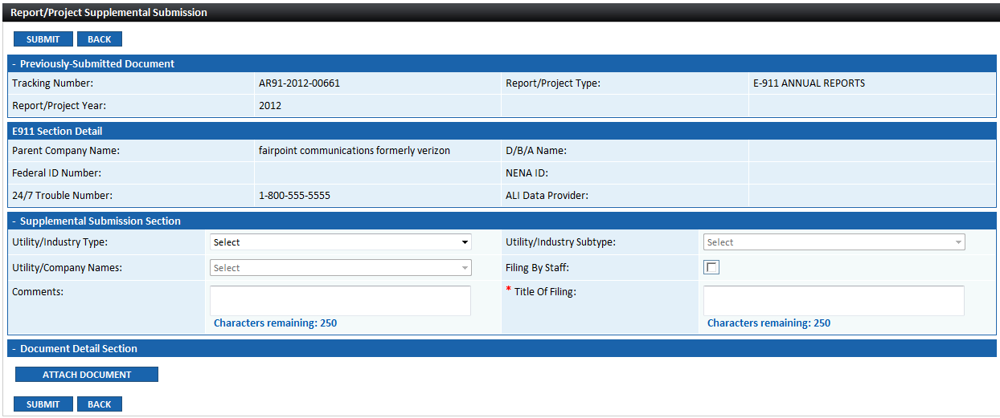 Report/Project Supplemental Submission
SUBMIT BACK
- Previously-Submitted Document
Tracking Number: AR91-2012-00661 Report/Project Type: E-911 ANNUAL REPORTS
Report/Project Year: 2012
E911 Section Detail
Parent Company Name: fairpoint communications formerly verizon D/B/A Name:
Federal ID Number: NENA ID:
24/7 Trouble Number: 1-800-555-5555 ALI Data Provider:
- Supplemental Submission Section
Utility/Industry Type: Select Utility/Industry Subtype: Select
Utility/Company Names: Select Filing By Staff:
Comments: * Title Of Filing:
Characters remaining: 250 Characters remaining: 250
- Document Detail Section
ATTACH DOCUMENT
SUBMIT BACK